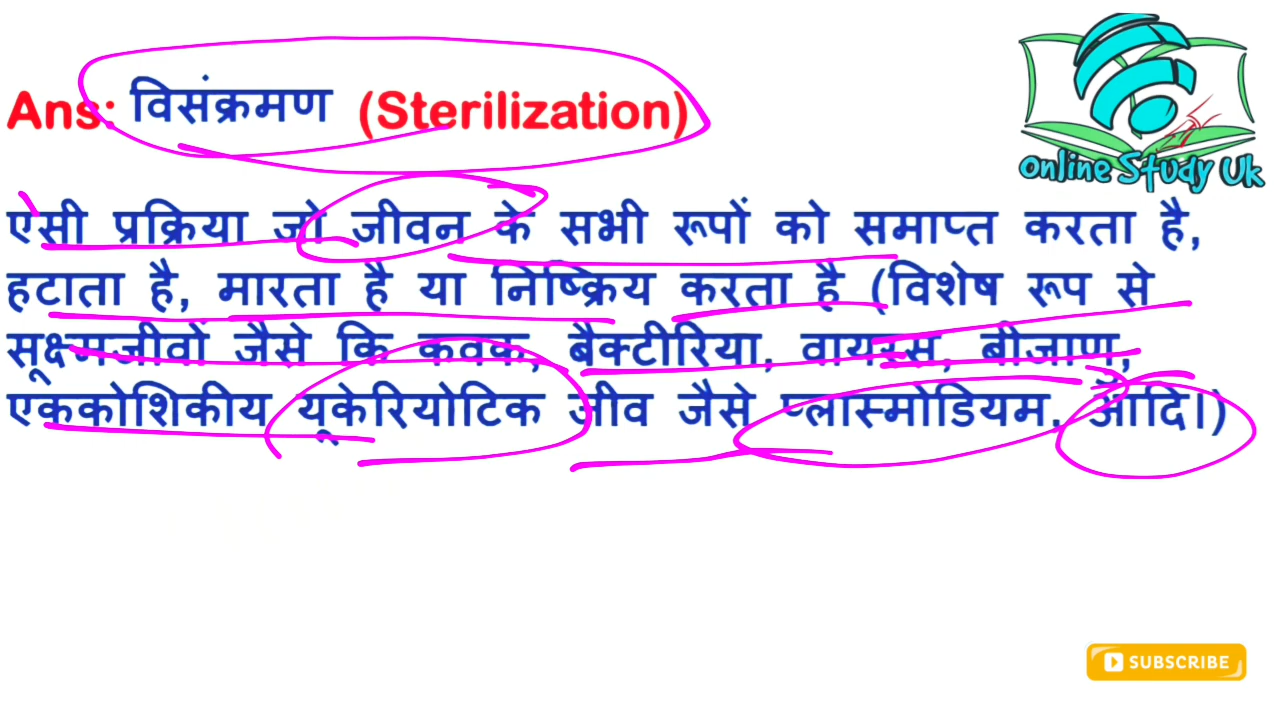 Ans: विसंक्रमण (Sterilization)
Online Study Uk
एसी प्रक्रिया जो जीवन के सभी रूपों को समाप्त करता है,
हटाता है, मारता है या निष्क्रिय करता है (विशेष रूप से
सूक्ष्मजीवों जैसे कि कवक, बैक्टीरिया, वायरस, बीजाणु,
एककोशिकीय यूकेरियोटिक जीव जैसे प्लास्मोडियम, आदि।)
SUBSCRIBE